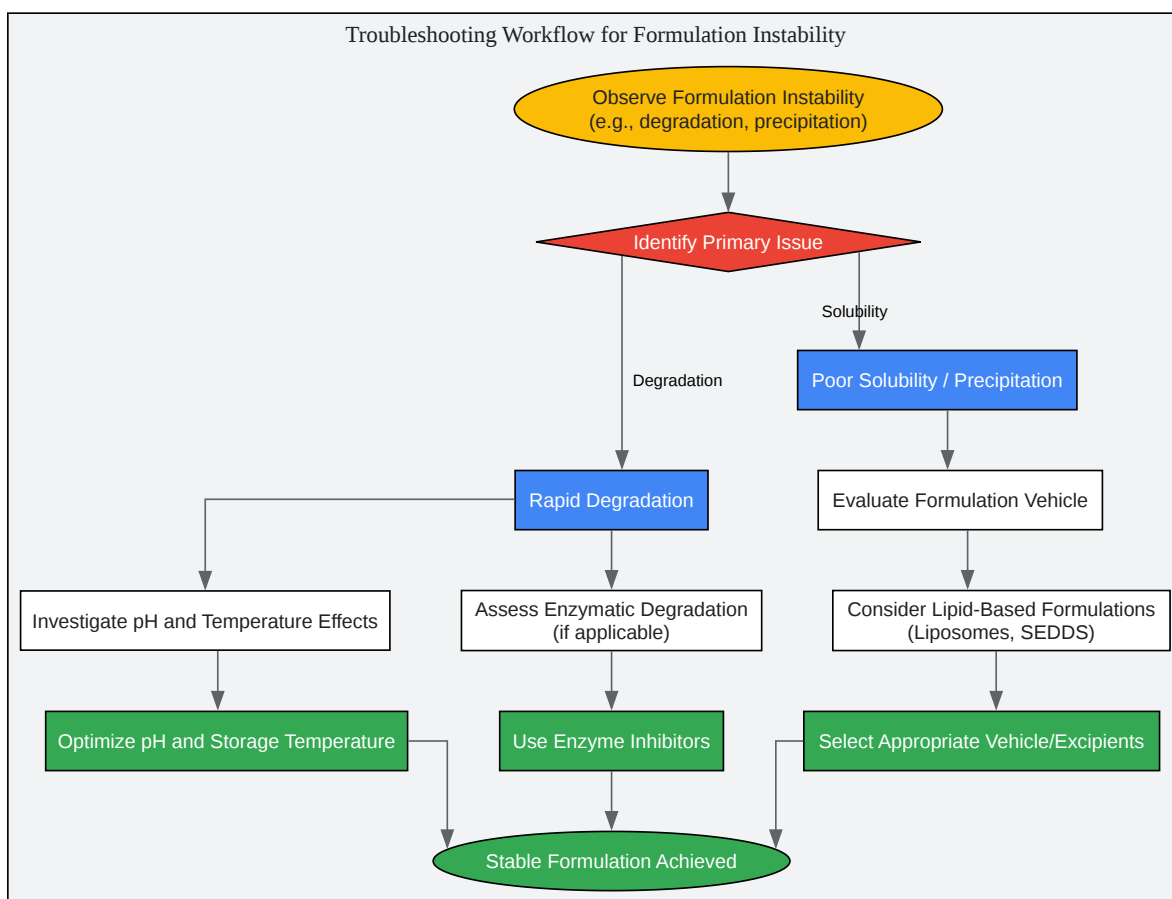 Troubleshooting Workflow for Formulation Instability
Observe Formulation Instability
(e.g., degradation, precipitation)
Identify Primary Issue
Solubility
Degradation
Poor Solubility / Precipitation
Rapid Degradation
Evaluate Formulation Vehicle
Investigate pH and Temperature Effects
Assess Enzymatic Degradation
(if applicable)
Consider Lipid-Based Formulations
(Liposomes, SEDDS)
Optimize pH and Storage Temperature
Use Enzyme Inhibitors
Select Appropriate Vehicle/Excipients
Stable Formulation Achieved